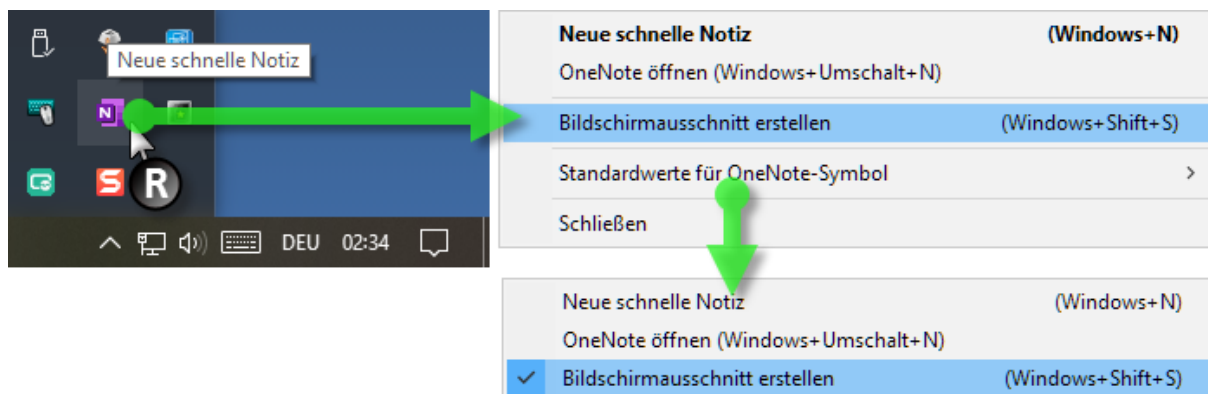 Neue schnelle Notiz
N
S
R
DEU 02:34
Neue schnelle Notiz (Windows+N)
OneNote öffnen (Windows+Umschalt+N)
Bildschirmausschnitt erstellen (Windows+Shift+S)
Standardwerte für OneNote-Symbol
Schließen
Neue schnelle Notiz (Windows+N)
OneNote öffnen (Windows+Umschalt+N)
Bildschirmausschnitt erstellen (Windows+Shift+S)